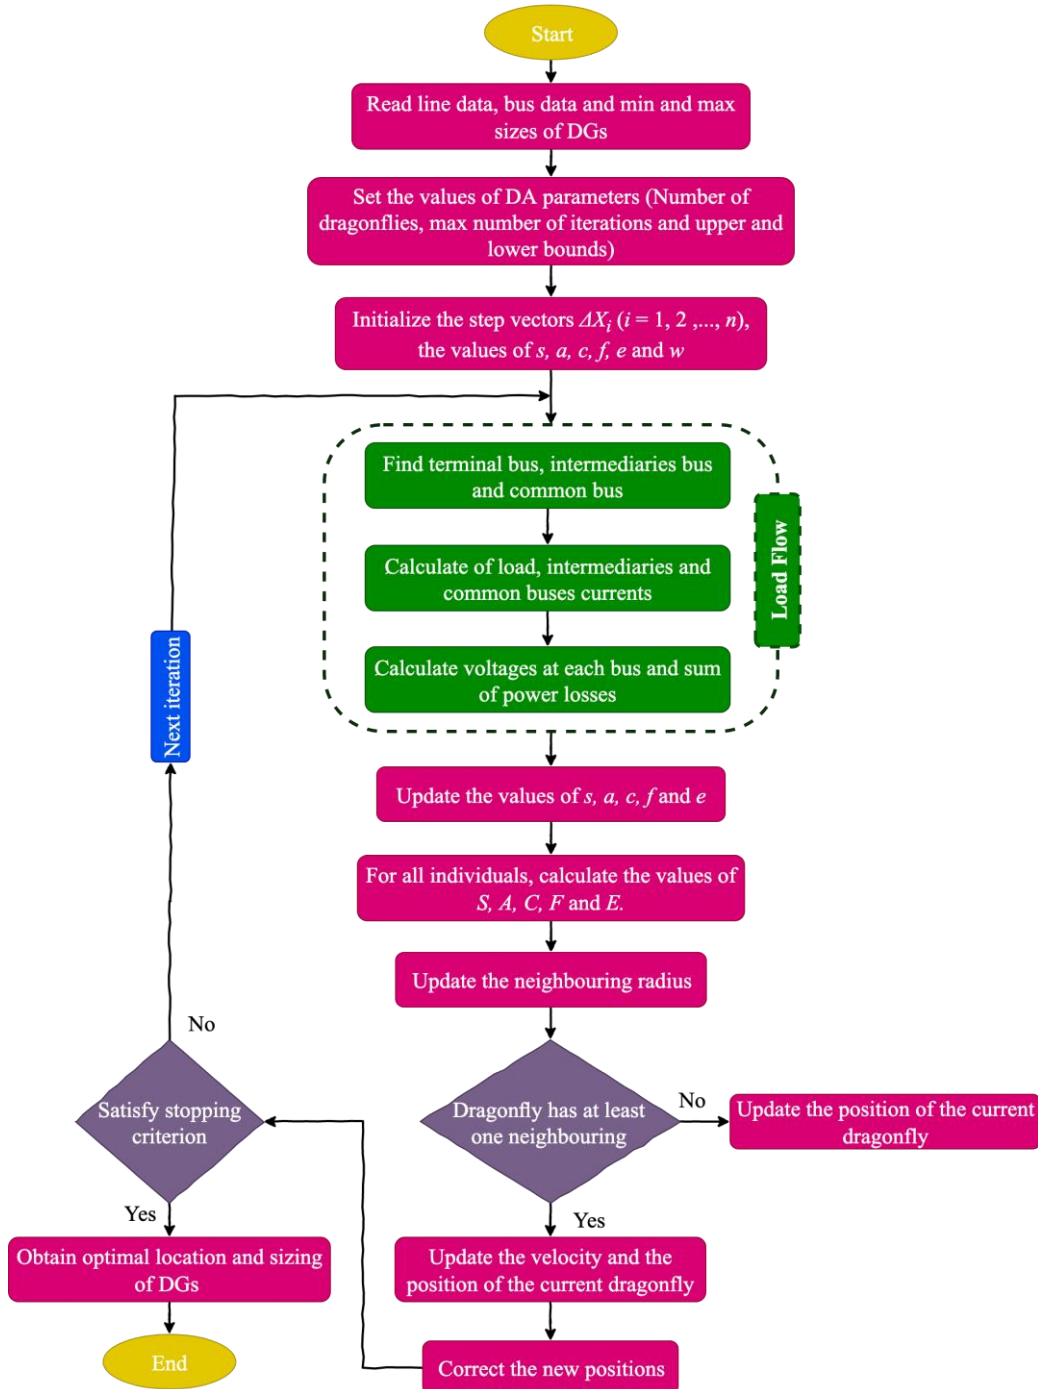 Start
Read line data, bus data and min and max
sizes of DGs
Set the values of DA parameters (Number of
dragonflies, max number of iterations and upper and
lower bounds)
Initialize the step vectors ΔXi (i = 1, 2 ,..., n),
the values of s, a, c, f, e and w
Find terminal bus, intermediaries bus
and common bus
Calculate of load, intermediaries and
common buses currents
Calculate voltages at each bus and sum
of power losses
Load Flow
Next iteration
Update the values of s, a, c, f and e
For all individuals, calculate the values of
S, A, C, F and E.
Update the neighbouring radius
Dragonfly has at least
one neighbouring
No
Update the position of the current
dragonfly
Yes
Update the velocity and the
position of the current dragonfly
Correct the new positions
No
Satisfy stopping
criterion
Yes
Obtain optimal location and sizing
of DGs
End